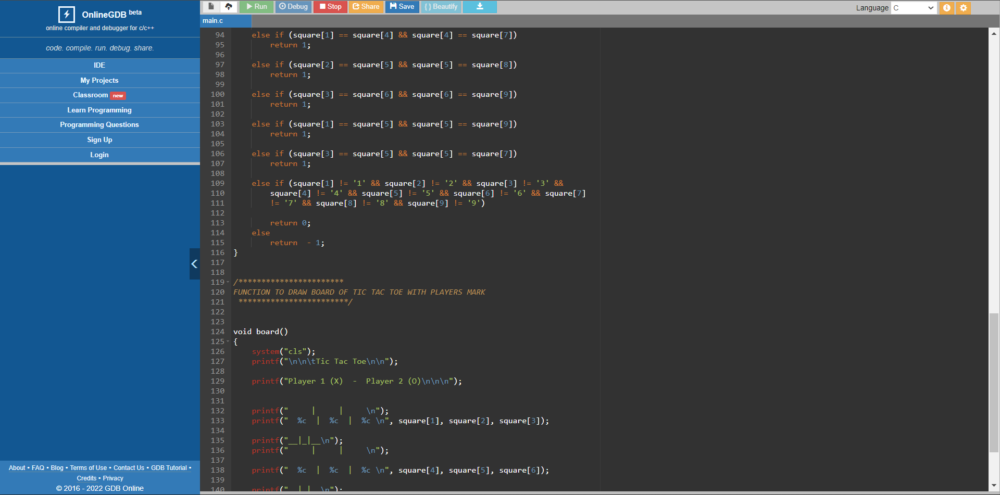 OnlineGDB beta
online compiler and debugger for c/c++
code. compile. run. debug. share.
IDE
My Projects
Classroom new
Learn Programming
Programming Questions
Sign Up
Login
About • FAQ • Blog • Terms of Use • Contact Us • GDB Tutorial •
Credits • Privacy
© 2016 - 2022 GDB Online
Run Debug Stop Share Save { } Beautify Language C
main.c
94     else if (square[1] == square[4] && square[4] == square[7])
95         return 1;
96
97     else if (square[2] == square[5] && square[5] == square[8])
98         return 1;
99
100     else if (square[3] == square[6] && square[6] == square[9])
101         return 1;
102
103     else if (square[1] == square[5] && square[5] == square[9])
104         return 1;
105
106     else if (square[3] == square[5] && square[5] == square[7])
107         return 1;
108
109     else if (square[1] != '1' && square[2] != '2' && square[3] != '3' &&
110         square[4] != '4' && square[5] != '5' && square[6] != '6' && square[7]
111         != '7' && square[8] != '8' && square[9] != '9')
112
113         return 0;
114     else
115         return  - 1;
116 }
117
118
119 /***********************
120 FUNCTION TO DRAW BOARD OF TIC TAC TOE WITH PLAYERS MARK
121  ************************/
122
123
124 void board()
125 {
126     system("cls");
127     printf("\n\n\tTic Tac Toe\n\n");
128
129     printf("Player 1 (X)  -  Player 2 (O)\n\n\n");
130
131
132     printf("     |     |     \n");
133     printf("  %c  |  %c  |  %c \n", square[1], square[2], square[3]);
134
135     printf("__|_|__\n");
136     printf("     |     |     \n");
137
138     printf("  %c  |  %c  |  %c \n", square[4], square[5], square[6]);
139
140     printf("__|_|__\n");